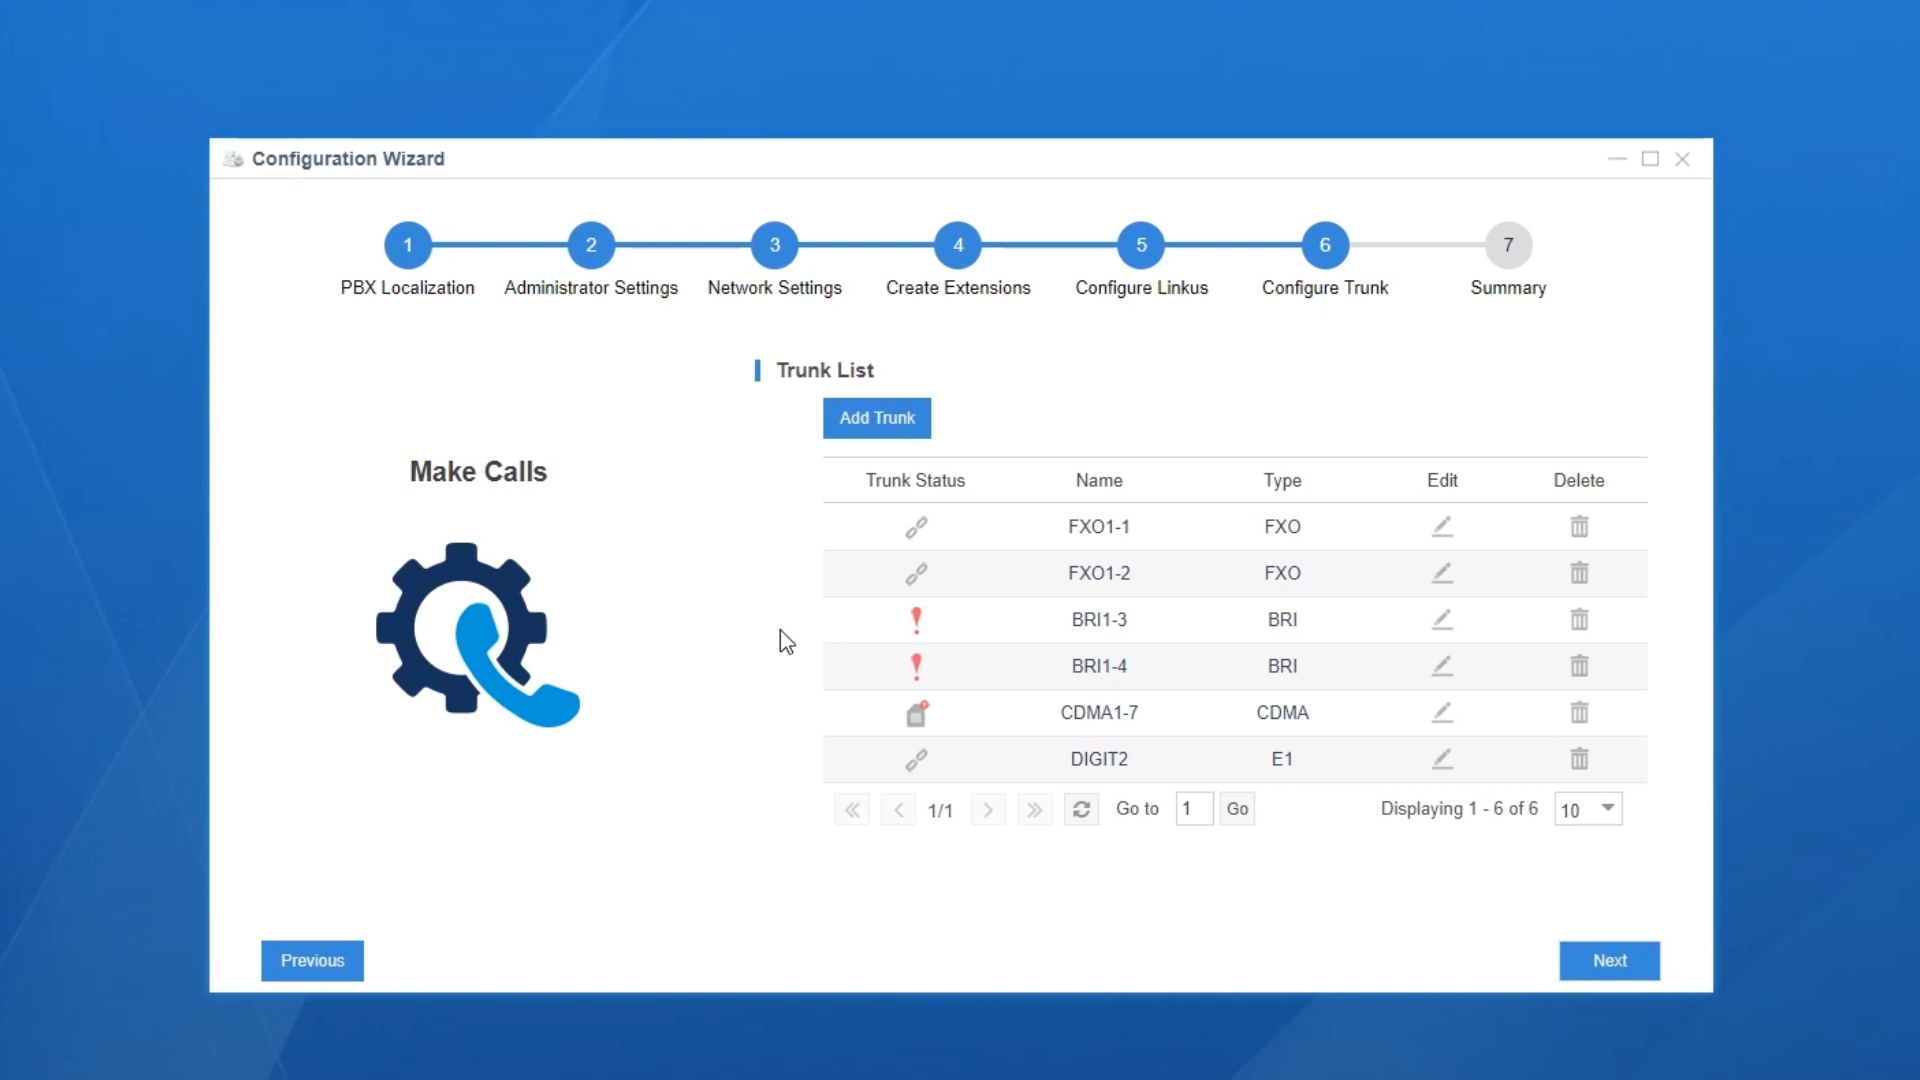 Configuration Wizard
1 2 3 4 5 6 7
PBX Localization Administrator Settings Network Settings Create Extensions Configure Linkus Configure Trunk Summary
Trunk List
Add Trunk
Make Calls
Trunk Status Name Type Edit Delete
FXO1-1 FXO
FXO1-2 FXO
BRI1-3 BRI
BRI1-4 BRI
CDMA1-7 CDMA
DIGIT2 E1
1/1 Go to 1 Go Displaying 1 - 6 of 6 10
Previous Next